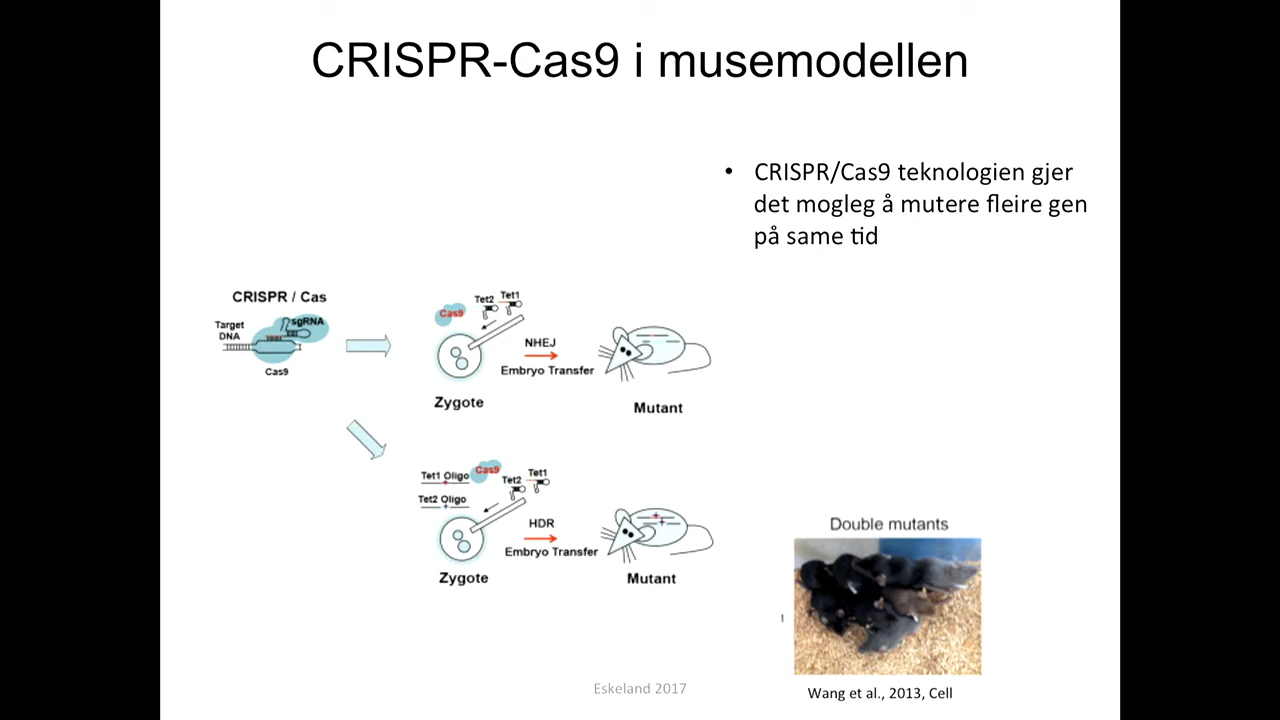 CRISPR-Cas9 i musemodellen
• CRISPR/Cas9 teknologien gjer
det mogleg å mutere fleire gen
på same tid
CRISPR / Cas
Target
DNA
sgRNA
Cas9
Cas9
Tet2
Tet1
NHEJ
Embryo Transfer
Zygote
Mutant
Tet1 Oligo
Cas9
Tet2
Tet1
Tet2 Oligo
HDR
Embryo Transfer
Zygote
Mutant
Double mutants
Eskeland 2017
Wang et al., 2013, Cell